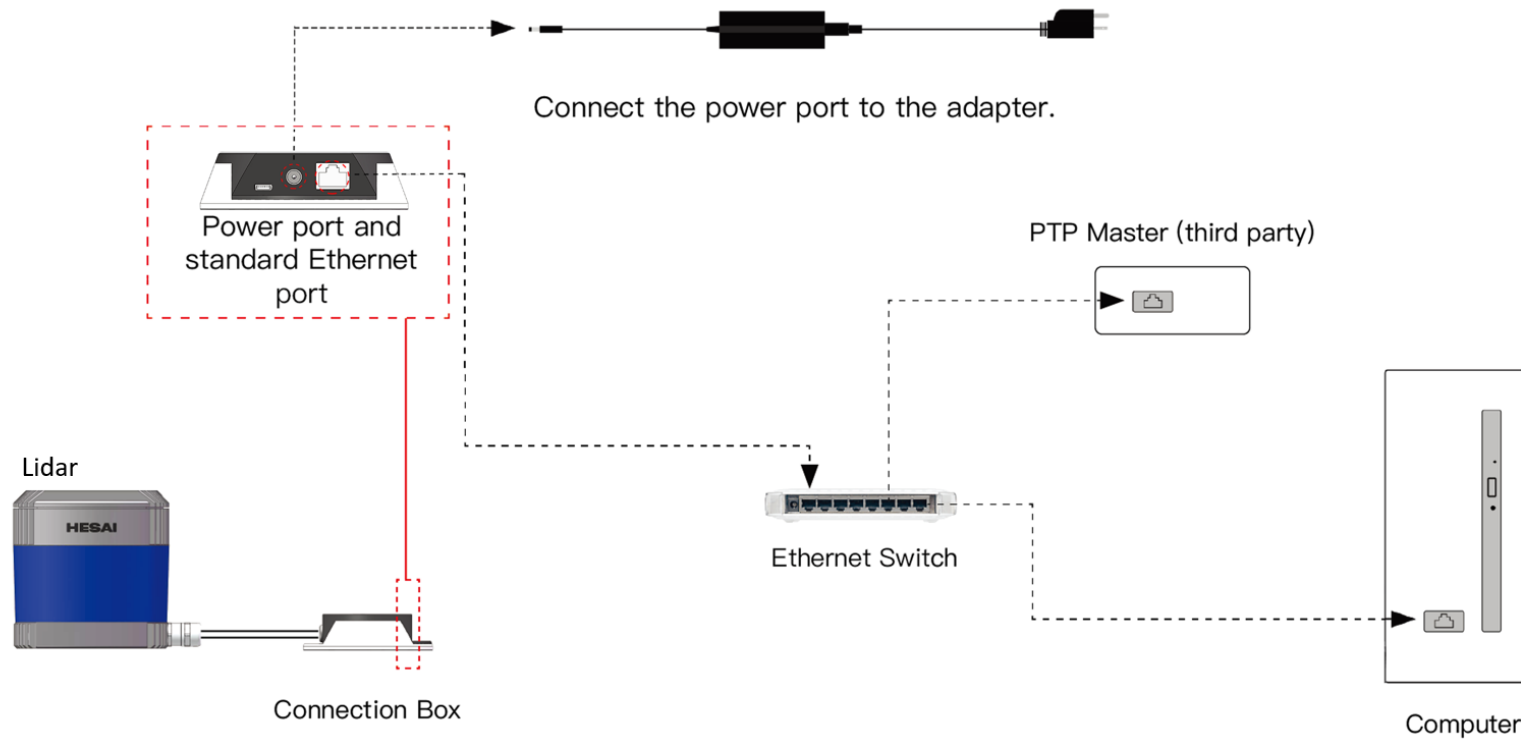 Connect the power port to the adapter.
Power port and
standard Ethernet
port
PTP Master (third party)
Lidar
HESAI
Ethernet Switch
Connection Box
Computer